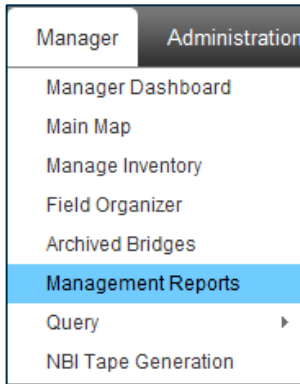 Manager Administration
Manager Dashboard
Main Map
Manage Inventory
Field Organizer
Archived Bridges
Management Reports
Query
NBI Tape Generation